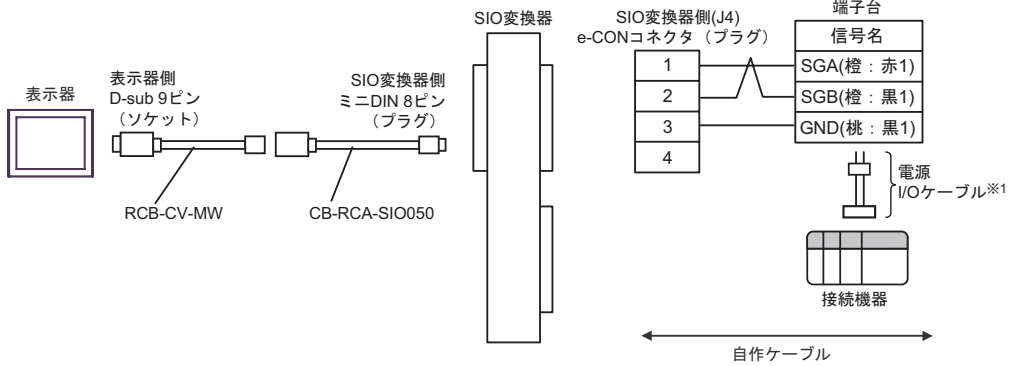 表示器
表示器側
D-sub 9ピン
（ソケット）
SIO変換器側
ミニDIN 8ピン
（プラグ）
RCB-CV-MW
CB-RCA-SIO050
SIO変換器
SIO変換器側(J4)
e-CONコネクタ（プラグ）
1
2
3
4
端子台
信号名
SGA(橙：赤1)
SGB(橙：黒1)
GND(桃：黒1)
電源
I/Oケーブル※1
接続機器
自作ケーブル